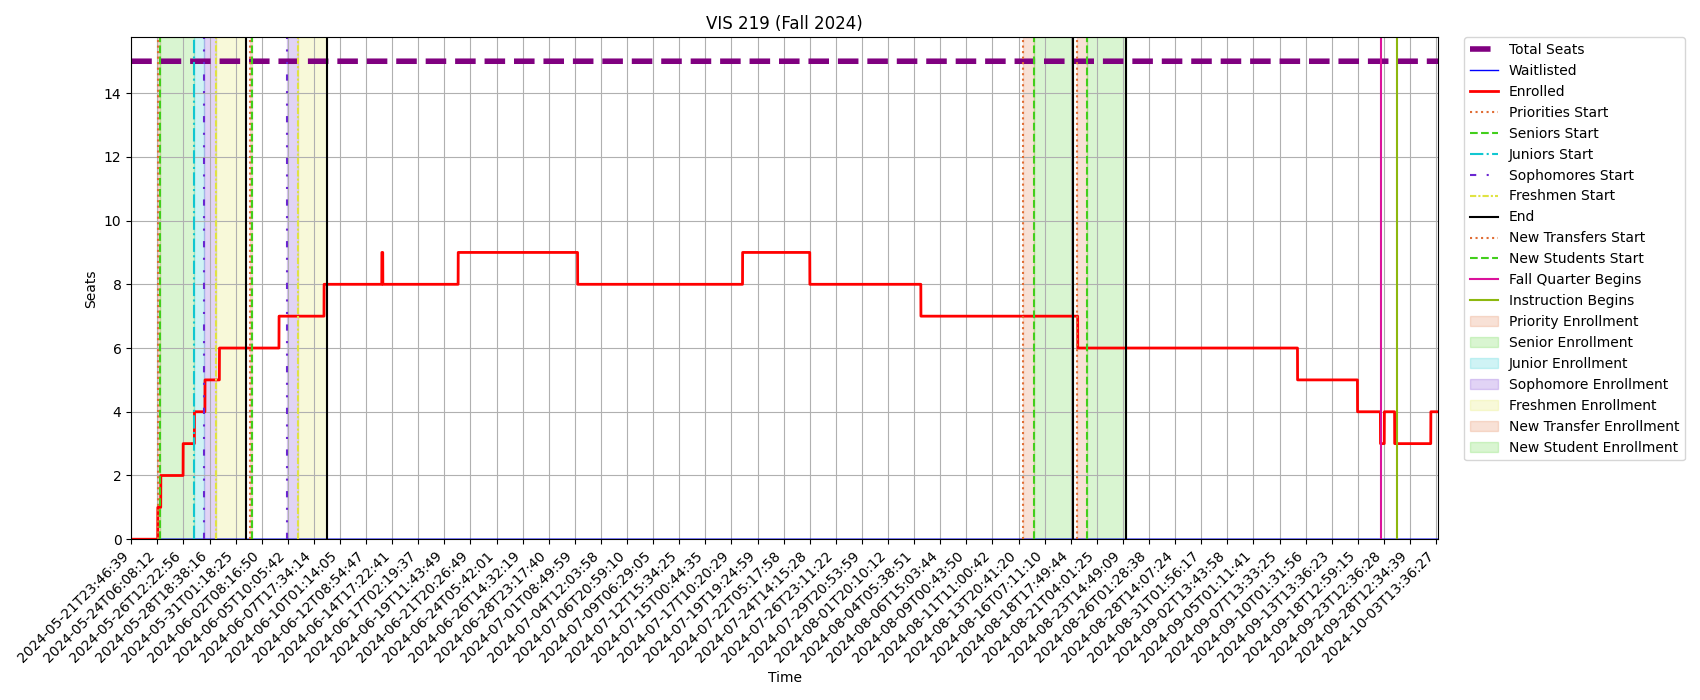 VIS 219 (Fall 2024)
Seats
14
12
10
8
6
4
2
0
2024-05-21T23:46:39
2024-05-24T06:08:12
2024-05-26T12:22:56
2024-05-28T18:38:16
2024-05-31T01:18:25
2024-06-02T08:16:50
2024-06-05T10:05:42
2024-06-07T17:34:14
2024-06-10T01:14:05
2024-06-12T08:54:47
2024-06-14T17:22:41
2024-06-17T02:19:37
2024-06-19T11:43:49
2024-06-21T20:26:49
2024-06-24T05:42:01
2024-06-26T14:32:19
2024-06-28T23:17:40
2024-07-01T08:49:59
2024-07-04T12:03:58
2024-07-06T20:59:10
2024-07-09T06:29:05
2024-07-12T15:34:25
2024-07-15T00:44:35
2024-07-17T10:20:29
2024-07-19T19:24:59
2024-07-22T05:17:58
2024-07-24T14:15:28
2024-07-26T23:11:22
2024-07-29T20:53:59
2024-08-01T20:10:12
2024-08-04T05:38:51
2024-08-06T15:03:44
2024-08-09T00:43:50
2024-08-11T11:00:42
2024-08-13T20:41:20
2024-08-16T07:11:10
2024-08-18T17:49:44
2024-08-21T04:01:25
2024-08-23T14:49:09
2024-08-26T01:28:38
2024-08-28T14:07:24
2024-08-31T01:56:17
2024-09-02T13:43:58
2024-09-05T01:11:41
2024-09-07T13:33:25
2024-09-10T01:31:56
2024-09-13T13:36:23
2024-09-18T12:59:15
2024-09-23T12:36:28
2024-09-28T12:34:39
2024-10-03T13:36:27
Time
Total Seats
Waitlisted
Enrolled
Priorities Start
Seniors Start
Juniors Start
Sophomores Start
Freshmen Start
End
New Transfers Start
New Students Start
Fall Quarter Begins
Instruction Begins
Priority Enrollment
Senior Enrollment
Junior Enrollment
Sophomore Enrollment
Freshmen Enrollment
New Transfer Enrollment
New Student Enrollment